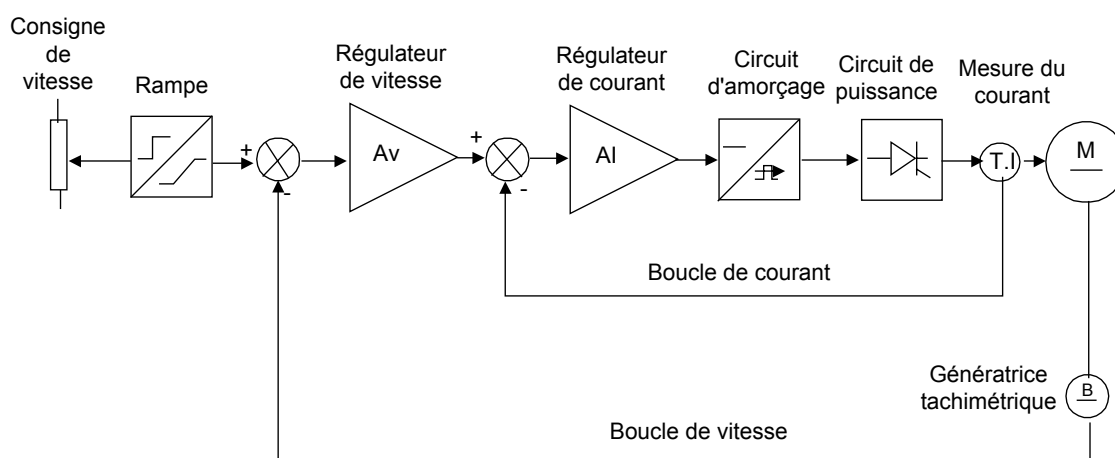 Consigne
de
vitesse
Rampe
Régulateur
de vitesse
Régulateur
de courant
Circuit
d'amorçage
Circuit de
puissance
Mesure du
courant
+
-
Av
+
-
AI
T.I
M
Boucle de courant
Génératrice
tachimétrique
B
Boucle de vitesse